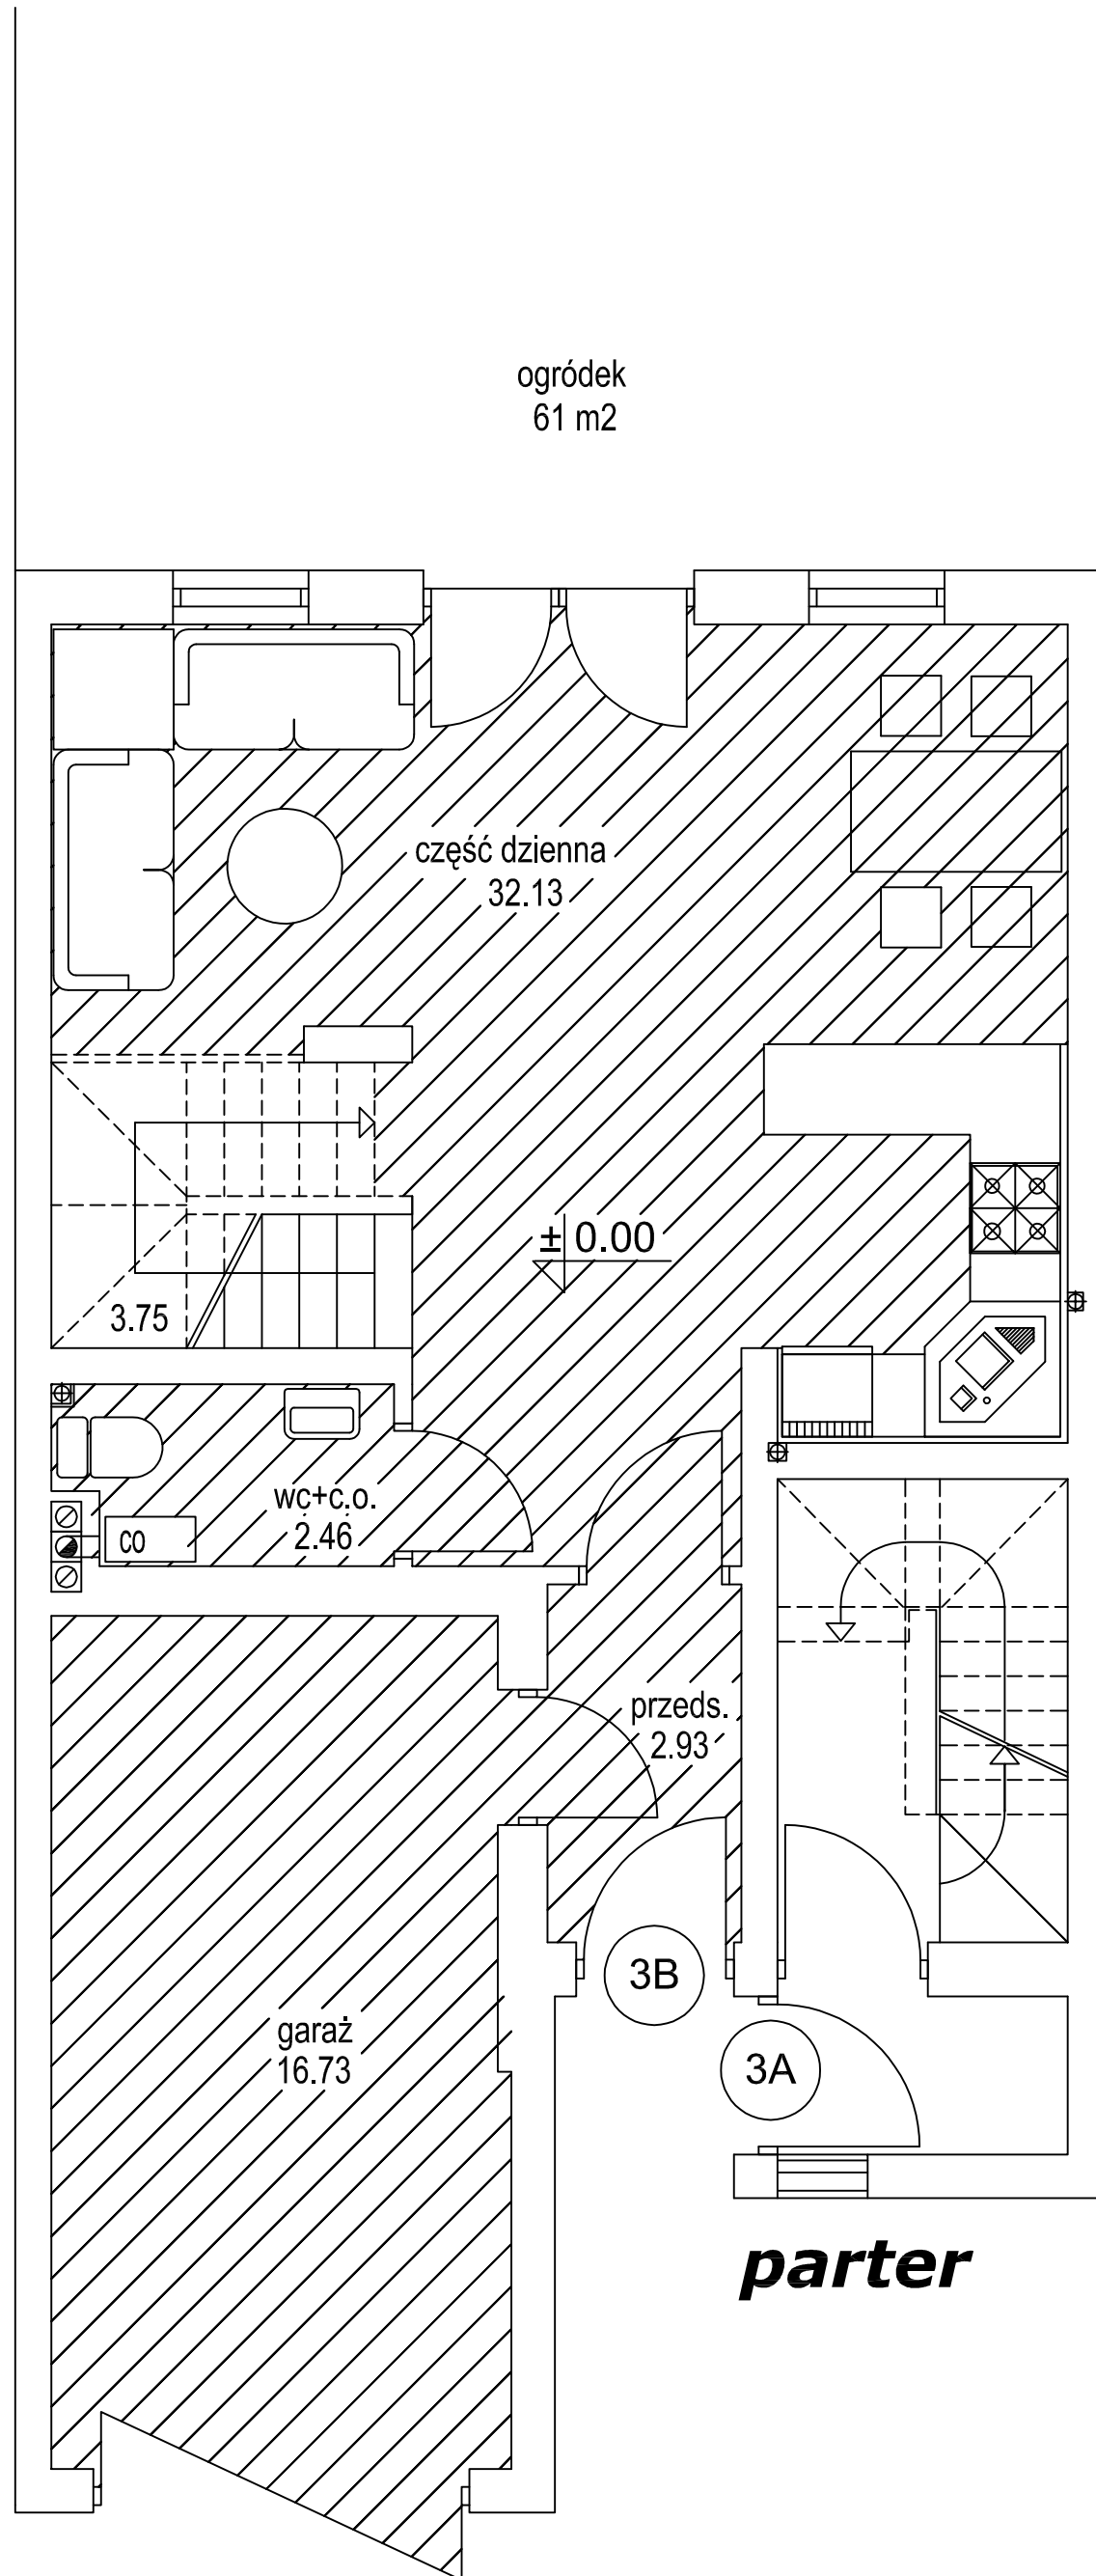 ogródek
61 m2
część dzienna
32.13
± 0.00
3.75
wc+c.o.
2.46
co
przeds.
2.93
3B
garaż
16.73
3A
parter